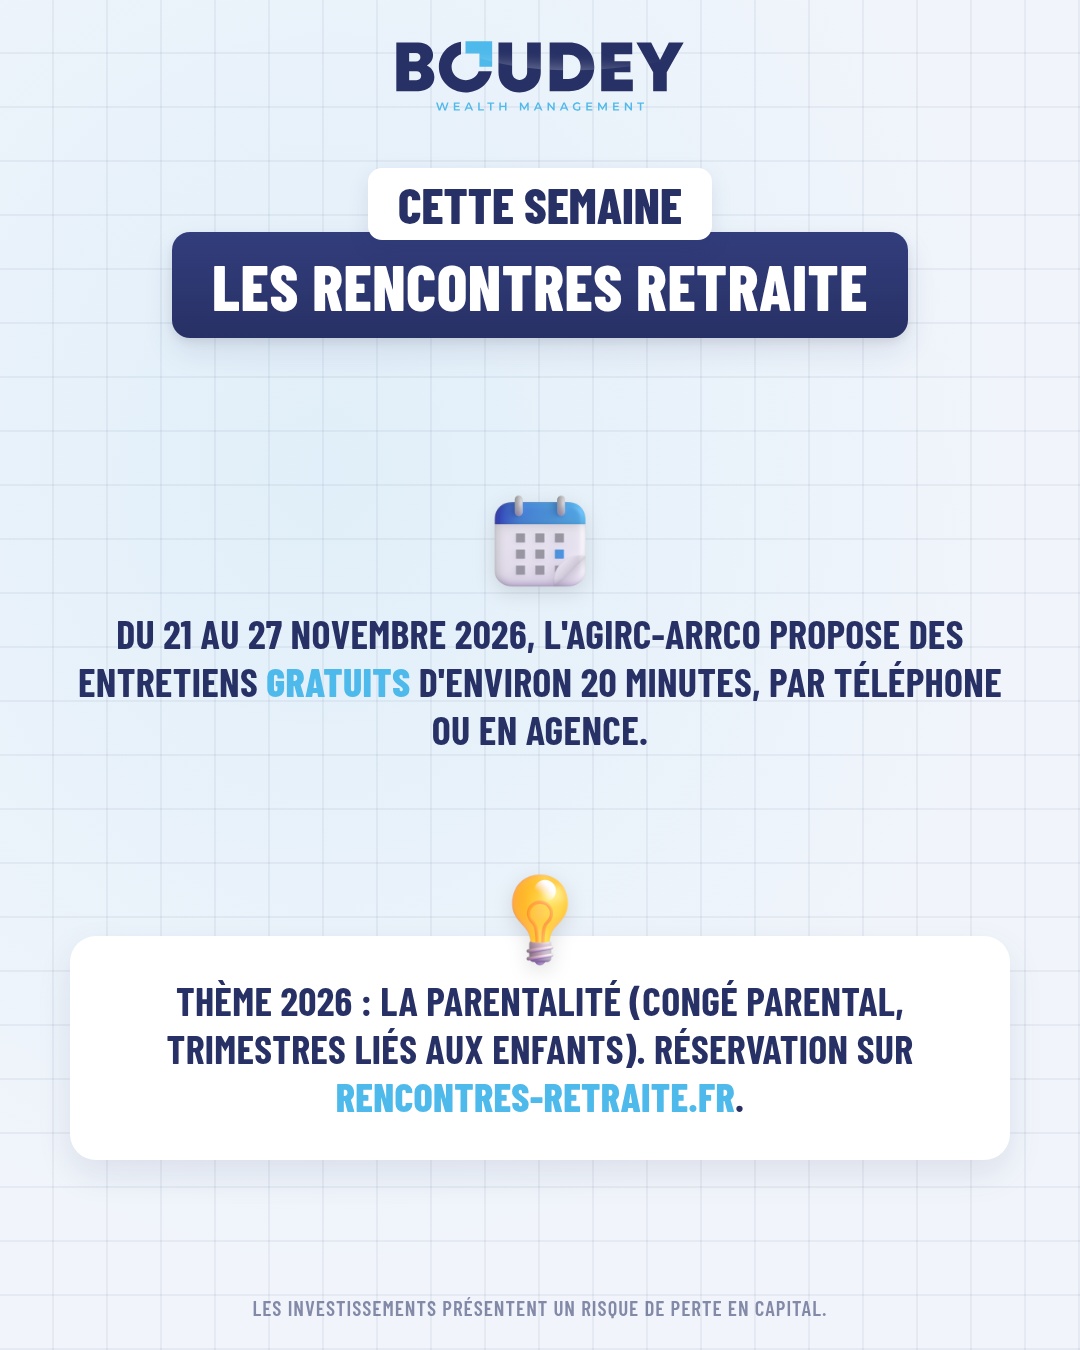 BOUDEY
WEALTH MANAGEMENT
CETTE SEMAINE
LES RENCONTRES RETRAITE
DU 21 AU 27 NOVEMBRE 2026, L'AGIRC-ARRCO PROPOSE DES
ENTRETIENS GRATUITS D'ENVIRON 20 MINUTES, PAR TÉLÉPHONE
OU EN AGENCE.
THÈME 2026 : LA PARENTALITÉ (CONGÉ PARENTAL,
TRIMESTRES LIÉS AUX ENFANTS). RÉSERVATION SUR
RENCONTRES-RETRAITE.FR.
LES INVESTISSEMENTS PRÉSENTENT UN RISQUE DE PERTE EN CAPITAL.